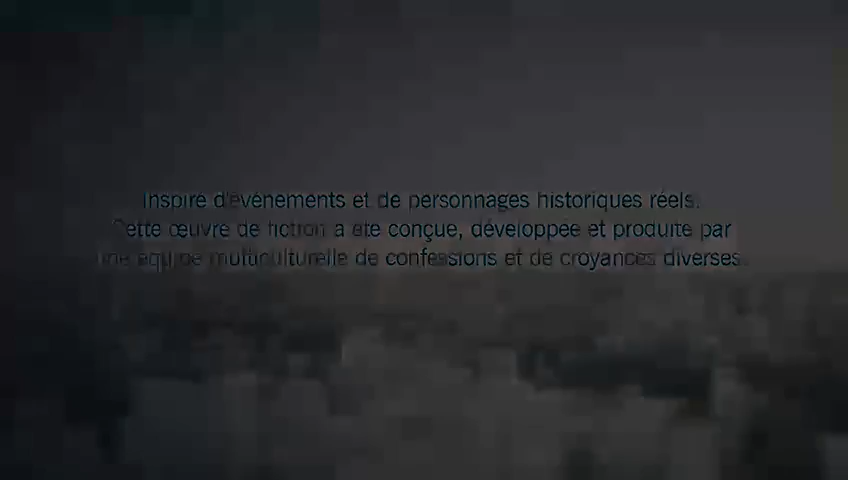 Inspiré d'événements et de personnages historiques réels.
Cette œuvre de fiction a été conçue, développée et produite par
une équipe multiculturelle de confessions et de croyances diverses.